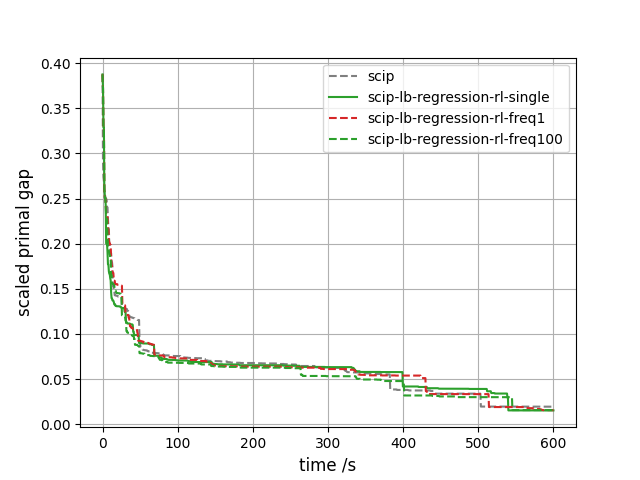 0.40
0.35
0.30
0.25
0.20
0.15
0.10
0.05
0.00
scaled primal gap
scip
scip-lb-regression-rl-single
scip-lb-regression-rl-freq1
scip-lb-regression-rl-freq100
0 100 200 300 400 500 600
time /s